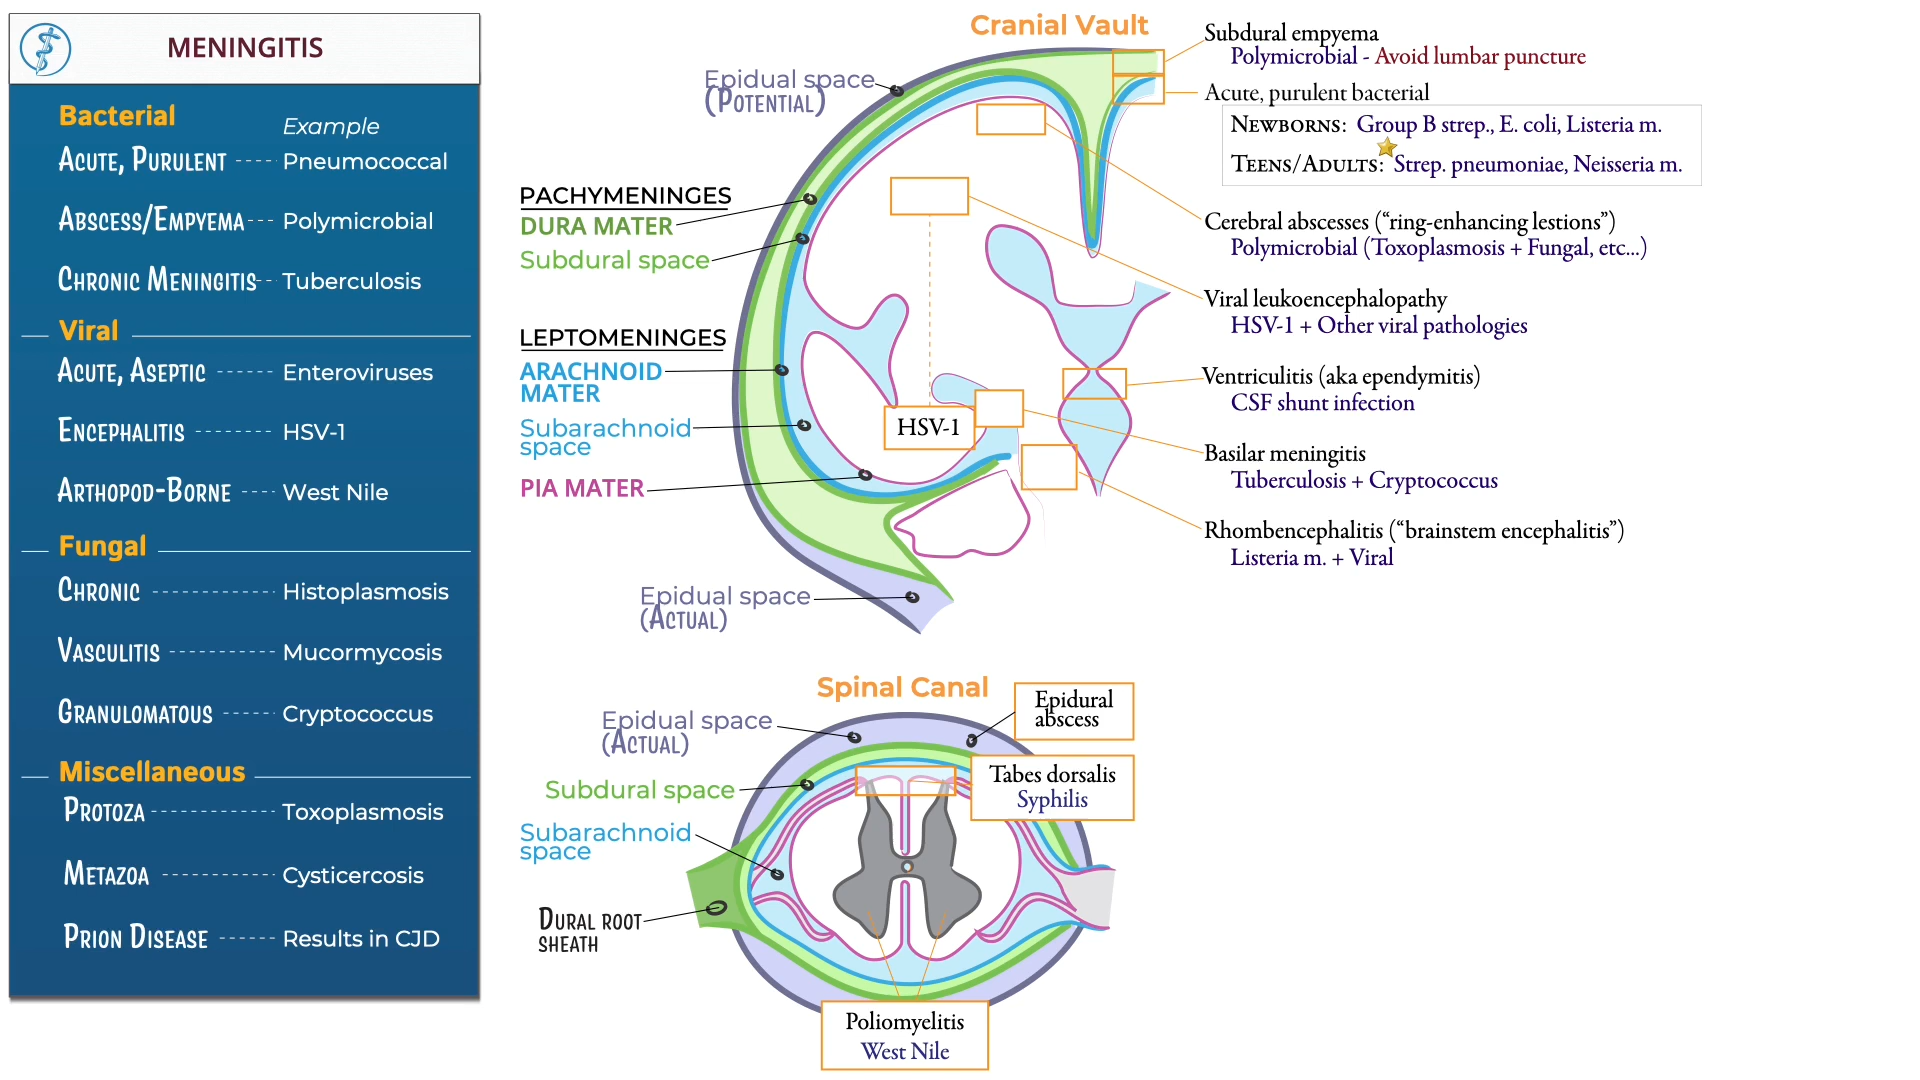 MENINGITIS
Bacterial
Example
Acute, Purulent ---- Pneumococcal
Abscess/Empyema --- Polymicrobial
Chronic Meningitis -- Tuberculosis
Viral
Acute, Aseptic ------ Enteroviruses
Encephalitis -------- HSV-1
Arthopod-Borne ---- West Nile
Fungal
Chronic ------------- Histoplasmosis
Vasculitis ----------- Mucormycosis
Granulomatous ----- Cryptococcus
Miscellaneous
Protoza ------------- Toxoplasmosis
Metazoa ------------ Cysticercosis
Prion Disease ------ Results in CJD
Cranial Vault
Epidual space
(Potential)
PACHYMENINGES
DURA MATER
Subdural space
LEPTOMENINGES
ARACHNOID
MATER
Subarachnoid
space
PIA MATER
Epidual space
(Actual)
HSV-1
Subdural empyema
Polymicrobial - Avoid lumbar puncture
Acute, purulent bacterial
Newborns: Group B strep., E. coli, Listeria m.
Teens/Adults: Strep. pneumoniae, Neisseria m.
Cerebral abscesses (“ring-enhancing lestions”)
Polymicrobial (Toxoplasmosis + Fungal, etc...)
Viral leukoencephalopathy
HSV-1 + Other viral pathologies
Ventriculitis (aka ependymitis)
CSF shunt infection
Basilar meningitis
Tuberculosis + Cryptococcus
Rhombencephalitis (“brainstem encephalitis”)
Listeria m. + Viral
Spinal Canal
Epidual space
(Actual)
Subdural space
Subarachnoid
space
Dural root
sheath
Epidural
abscess
Tabes dorsalis
Syphilis
Poliomyelitis
West Nile